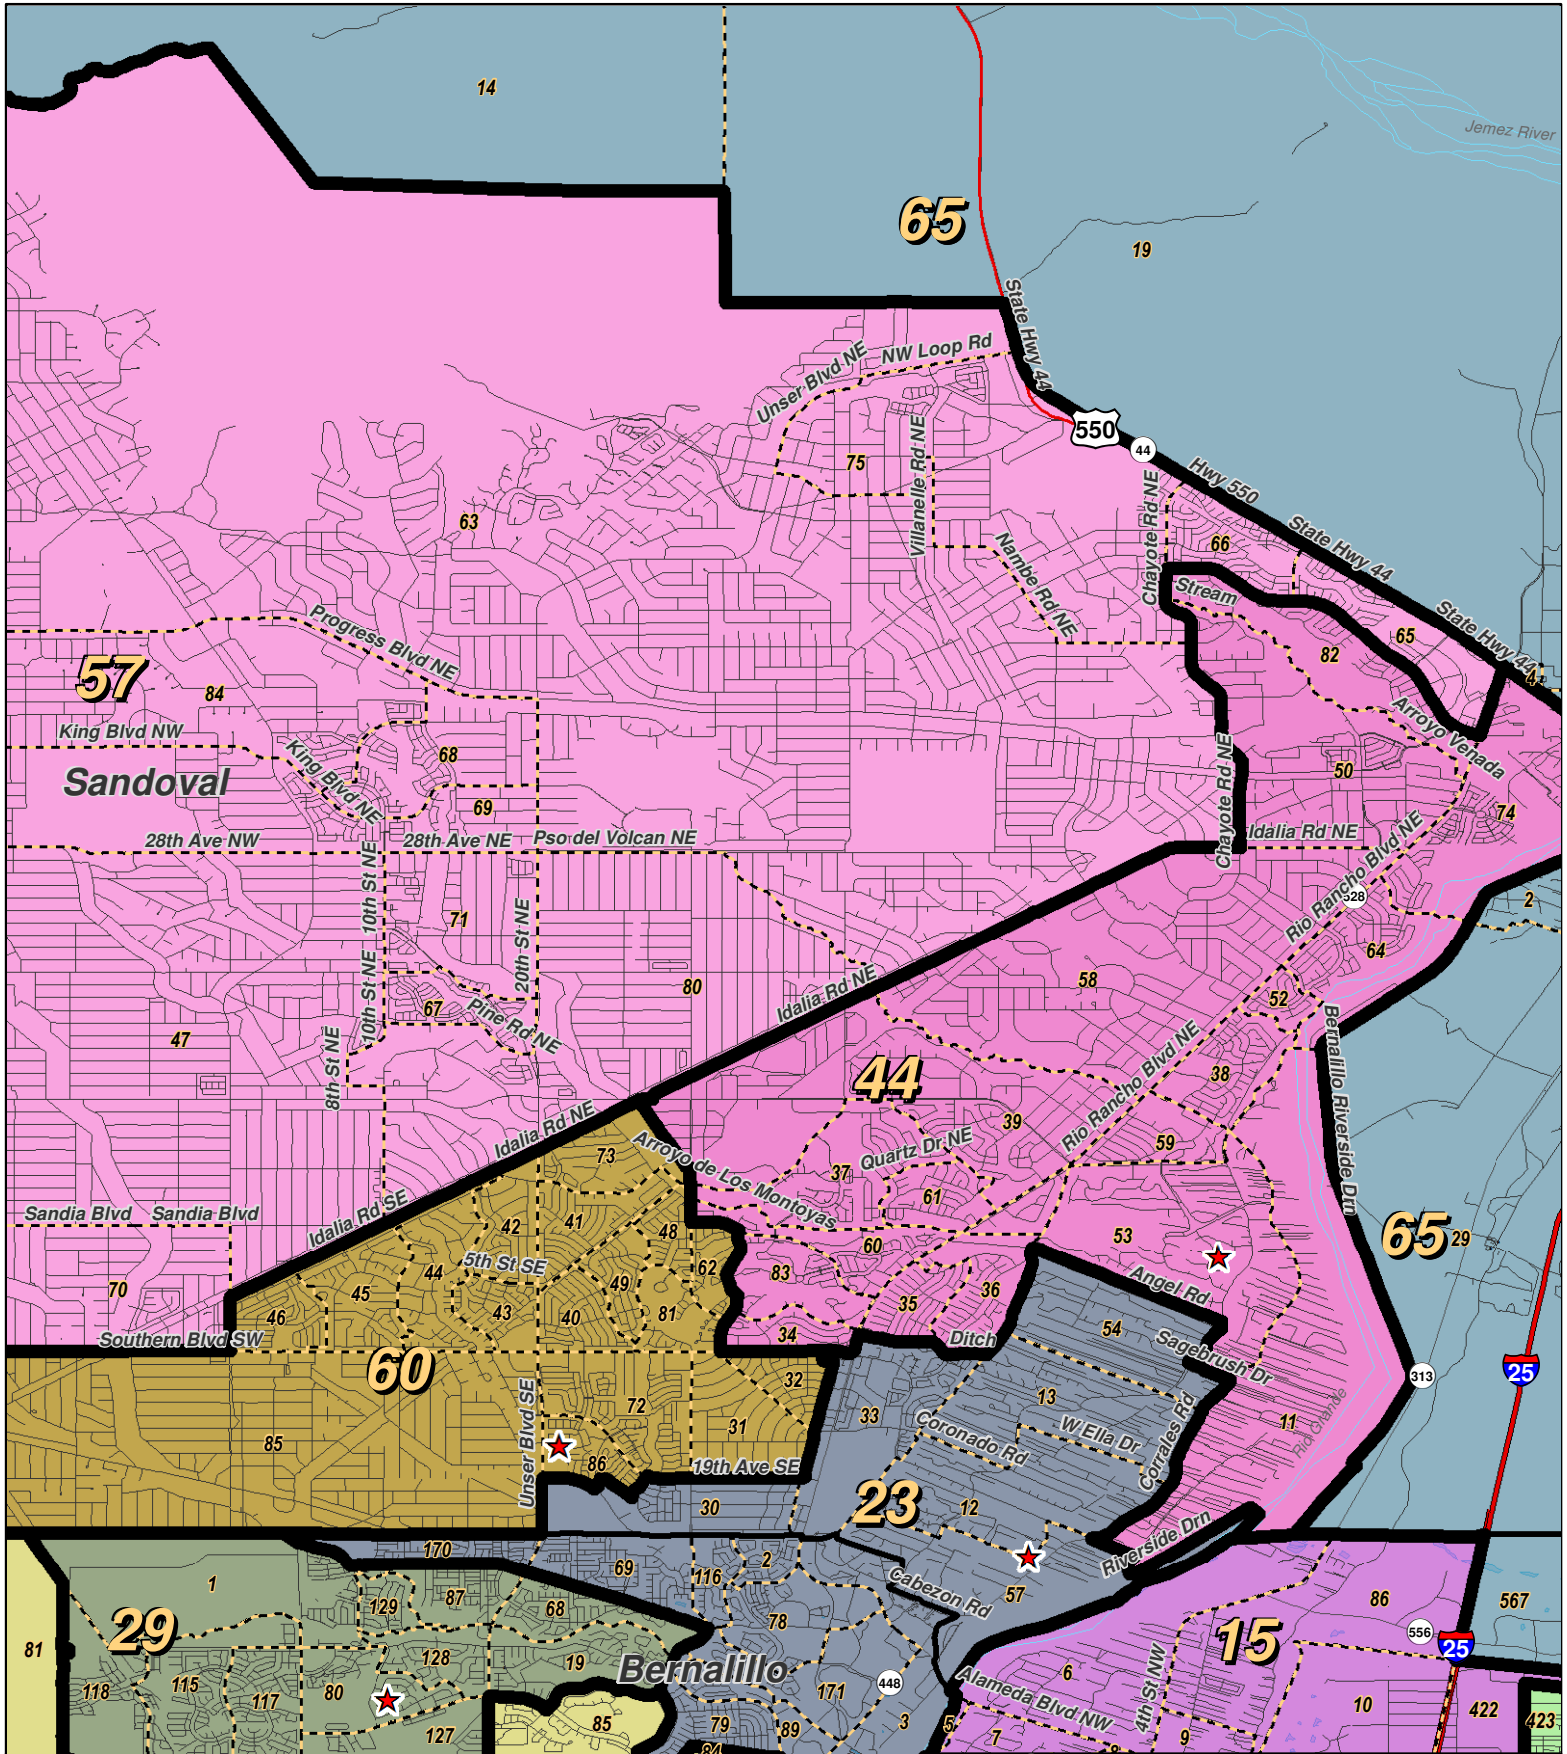 14
Jemez River
65
19
State Hwy 44
NW Loop Rd
Unser Blvd NE
550
44
Villanelle Rd NE
75
Chayote Rd NE
Hwy 550
63
State Hwy 44
66
Nambe Rd NE
Stream
State Hwy 44
Progress Blvd NE
65
82
57
84
4
Arroyo Venada
King Blvd NW
King Blvd NE
68
Chayote Rd NE
50
Sandoval
69
74
28th Ave NW
28th Ave NE
Pso del Volcan NE
Idalia Rd NE
10th St NE
Rio Rancho Blvd NE
528
2
71
20th St NE
64
10th St NE
80
Idalia Rd NE
58
52
67
Pine Rd NE
47
8th St NE
Bernalillo Riverside Drn
44
38
Rio Rancho Blvd NE
Idalia Rd NE
39
73
Arroyo de Los Montoyas
Quartz Dr NE
59
37
61
Sandia Blvd
Sandia Blvd
Idalia Rd SE
42
41
48
60
53
65
29
5th St SE
44
62
83
49
70
45
43
40
81
36
35
Angel Rd
46
34
Ditch
54
Southern Blvd SW
Sagebrush Dr
60
32
313
25
Unser Blvd SE
72
31
33
13
Corrales Rd
11
Rio Grande
85
Coronado Rd
W Ella Dr
86
19th Ave SE
23
30
12
Riverside Drn
170
69
2
116
Cabezon Rd
57
1
129
87
68
78
86
567
29
556
25
15
81
128
19
Bernalillo
6
118
115
117
80
171
448
Alameda Blvd NW
4th St NW
10
422
423
127
85
79
89
3
5
7
8
9
84